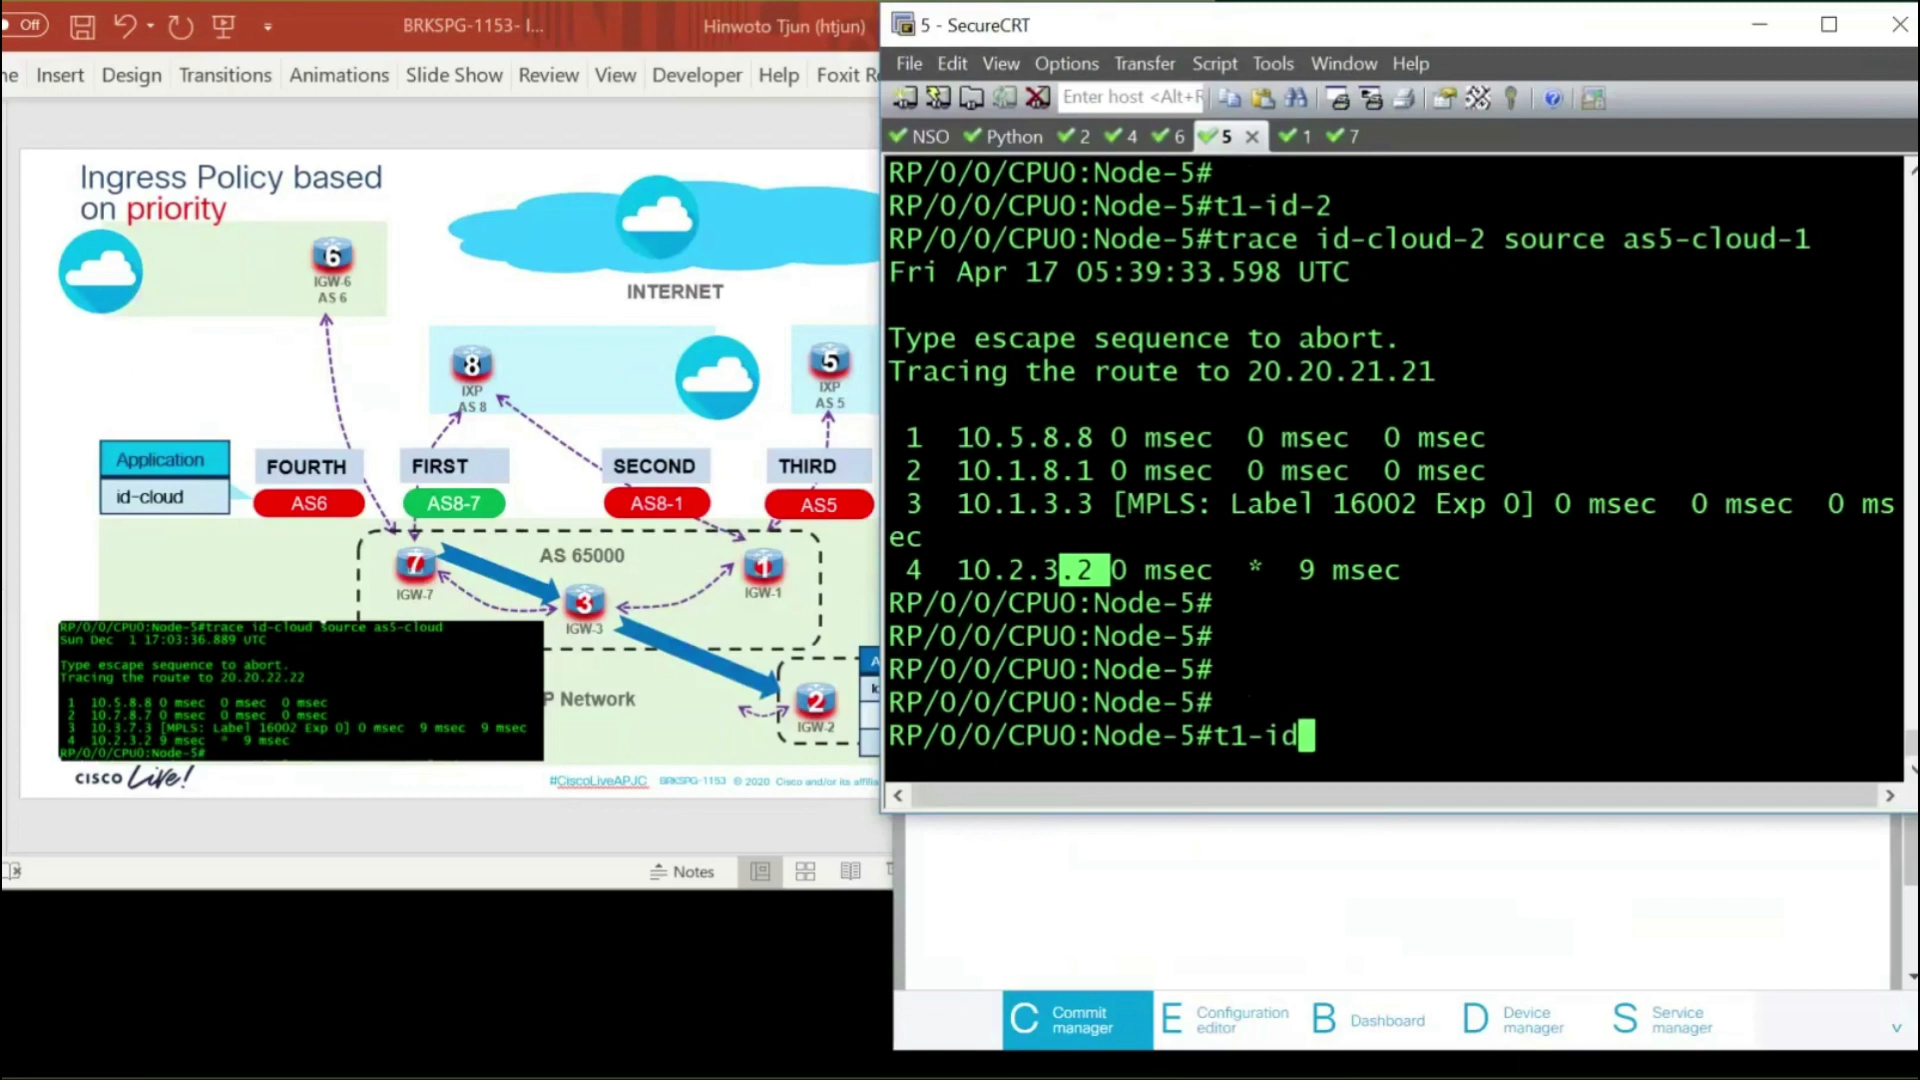 Off
BRKSPG-1153- I...
Hinwoto Tjun (htjun)
Insert Design Transitions Animations Slide Show Review View Developer Help Foxit R
Ingress Policy based
on priority
6
IGW-6
AS 6
INTERNET
8
IXP
AS 8
5
IXP
AS 5
Application
id-cloud
FOURTH
FIRST
SECOND
THIRD
AS6
AS8-7
AS8-1
AS5
AS 65000
7
IGW-7
3
IGW-3
1
IGW-1
P Network
2
IGW-2
RP/0/0/CPU0:Node-5#trace id-cloud source as5-cloud
Sun Dec 1 17:03:36.889 UTC
Type escape sequence to abort.
Tracing the route to 20.20.22.22
1 10.5.8.8 0 msec 0 msec 0 msec
2 10.7.8.7 0 msec 0 msec 0 msec
3 10.3.7.3 [MPLS: Label 16002 Exp 0] 0 msec 9 msec 9 msec
4 10.2.3.2 9 msec * 9 msec
RP/0/0/CPU0:Node-5#
CISCO Live!
#CiscoLiveAPJC BRKSPG-1153 © 2020 Cisco and/or its affilia
Notes
5 - SecureCRT
File Edit View Options Transfer Script Tools Window Help
Enter host <Alt+R
NSO Python 2 4 6 5 1 7
RP/0/0/CPU0:Node-5#
RP/0/0/CPU0:Node-5#t1-id-2
RP/0/0/CPU0:Node-5#trace id-cloud-2 source as5-cloud-1
Fri Apr 17 05:39:33.598 UTC
Type escape sequence to abort.
Tracing the route to 20.20.21.21
1 10.5.8.8 0 msec 0 msec 0 msec
2 10.1.8.1 0 msec 0 msec 0 msec
3 10.1.3.3 [MPLS: Label 16002 Exp 0] 0 msec 0 msec 0 ms
ec
4 10.2.3.2 0 msec * 9 msec
RP/0/0/CPU0:Node-5#
RP/0/0/CPU0:Node-5#
RP/0/0/CPU0:Node-5#
RP/0/0/CPU0:Node-5#
RP/0/0/CPU0:Node-5#t1-id
C Commit
manager
E Configuration
editor
B Dashboard
D Device
manager
S Service
manager